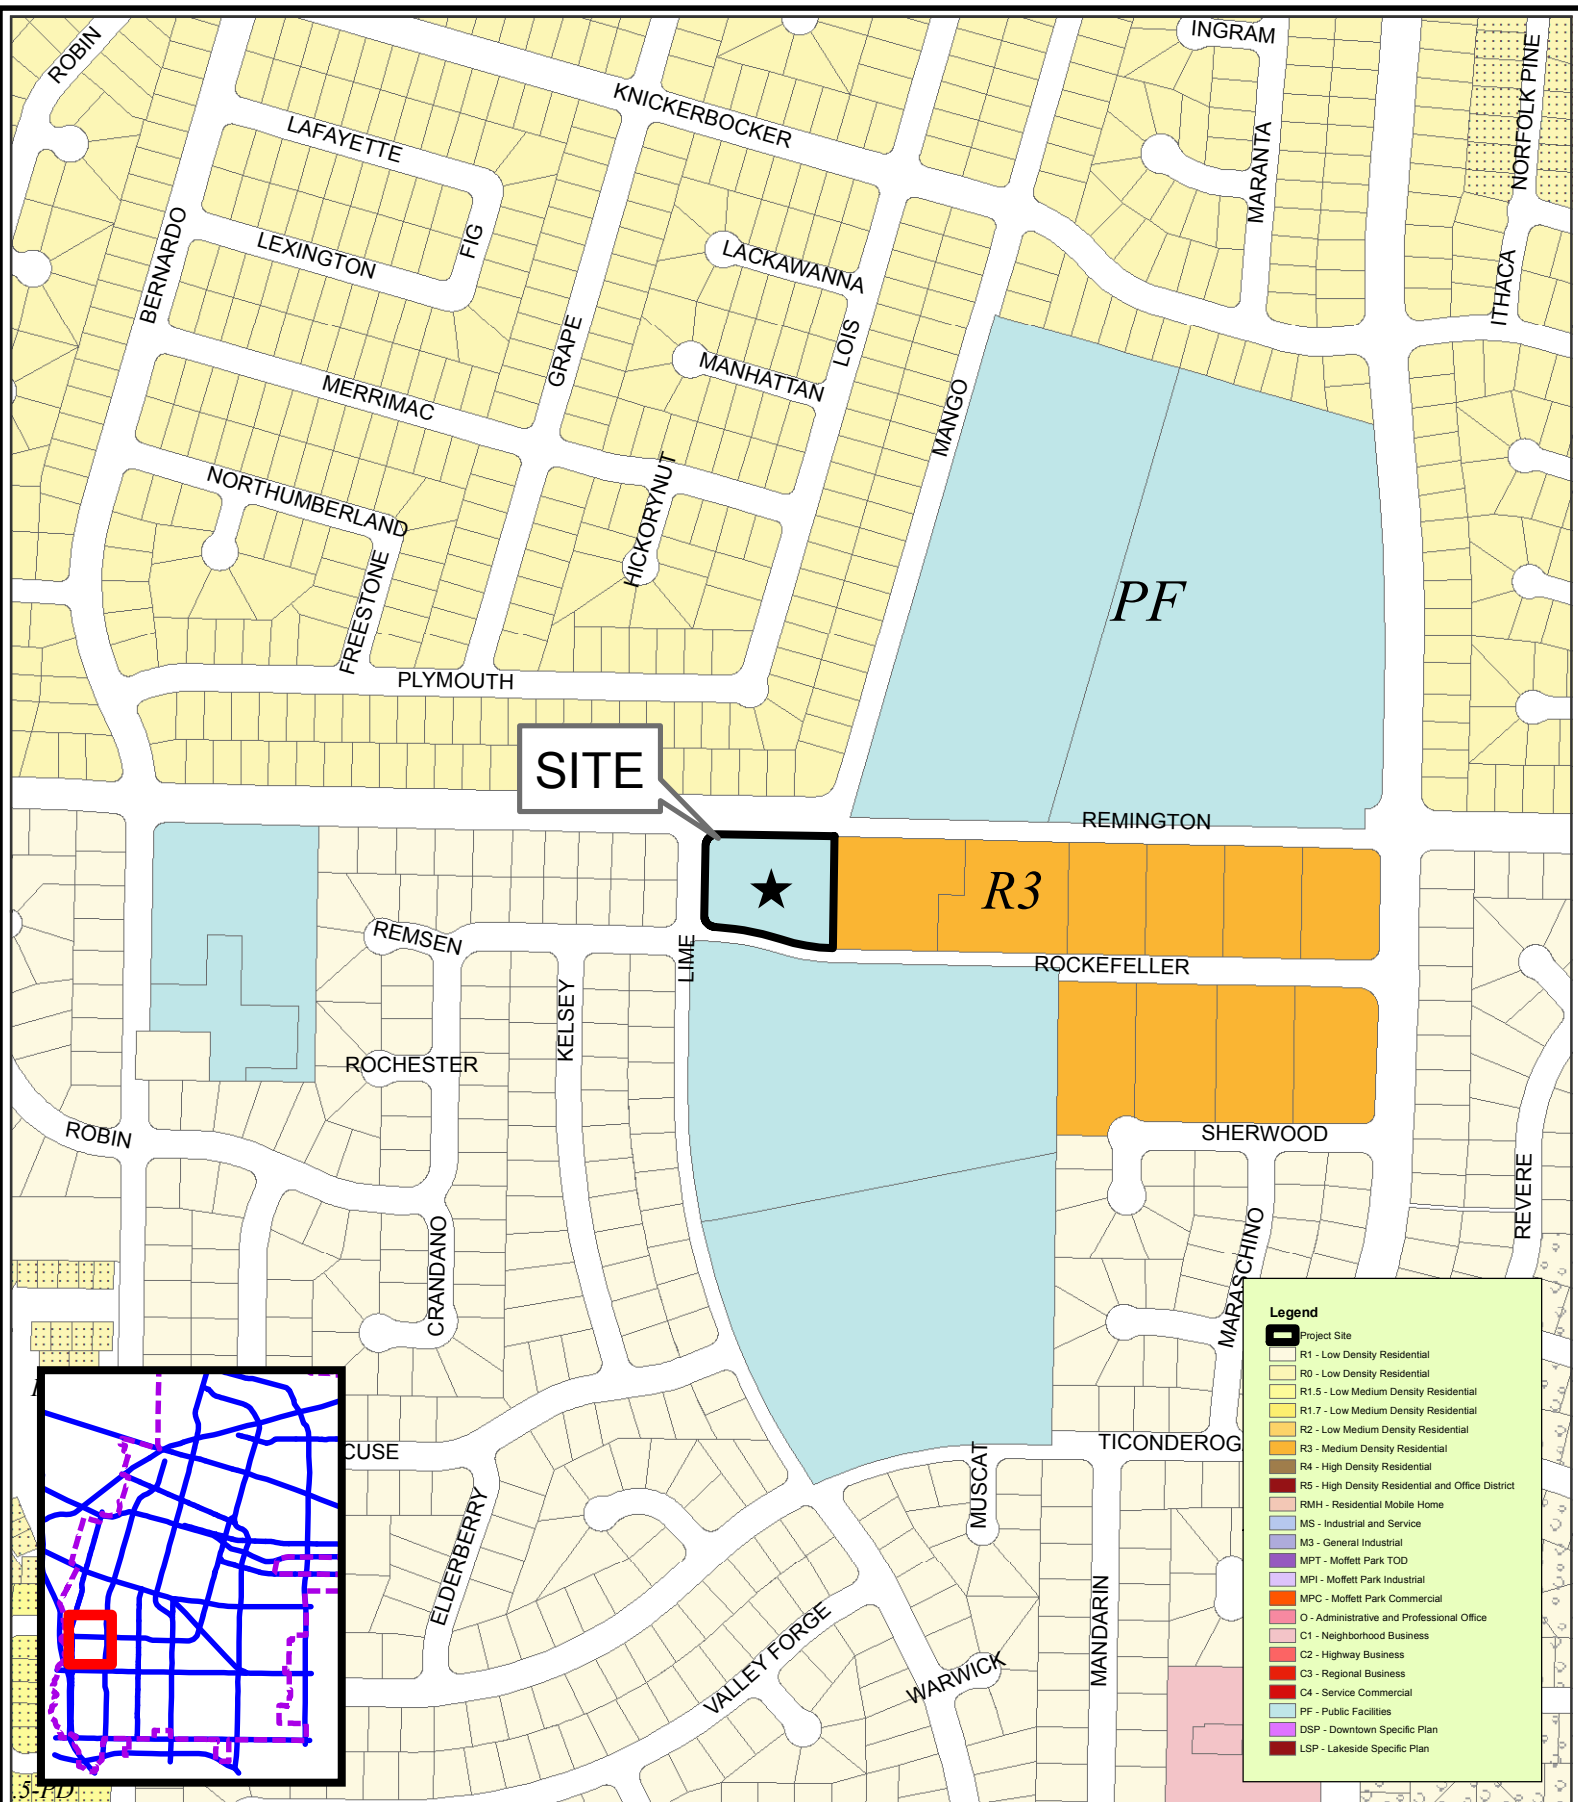 ROBIN
INGRAM
KNICKERBOCKER
LAFAYETTE
NORFOLK PINE
MARANTA
FIG
LEXINGTON
BERNARDO
LACKAWANNA
ITHACA
LOIS
GRAPE
MANHATTAN
MERRIMAC
MANGO
NORTHUMBERLAND
HICKORYNUT
FREESTONE
PF
PLYMOUTH
SITE
REMINGTON
R3
REMSEN
LIME
ROCKEFELLER
KELSEY
ROCHESTER
ROBIN
SHERWOOD
REVERE
CRANDANO
MARASCHINO
CUSE
TICONDEROG
MUSCAT
ELDERBERRY
MANDARIN
VALLEY FORGE
WARWICK
5-PD
Legend
Project Site
R1 - Low Density Residential
R0 - Low Density Residential
R1.5 - Low Medium Density Residential
R1.7 - Low Medium Density Residential
R2 - Low Medium Density Residential
R3 - Medium Density Residential
R4 - High Density Residential
R5 - High Density Residential and Office District
RMH - Residential Mobile Home
MS - Industrial and Service
M3 - General Industrial
MPT - Moffett Park TOD
MPI - Moffett Park Industrial
MPC - Moffett Park Commercial
O - Administrative and Professional Office
C1 - Neighborhood Business
C2 - Highway Business
C3 - Regional Business
C4 - Service Commercial
PF - Public Facilities
DSP - Downtown Specific Plan
LSP - Lakeside Specific Plan